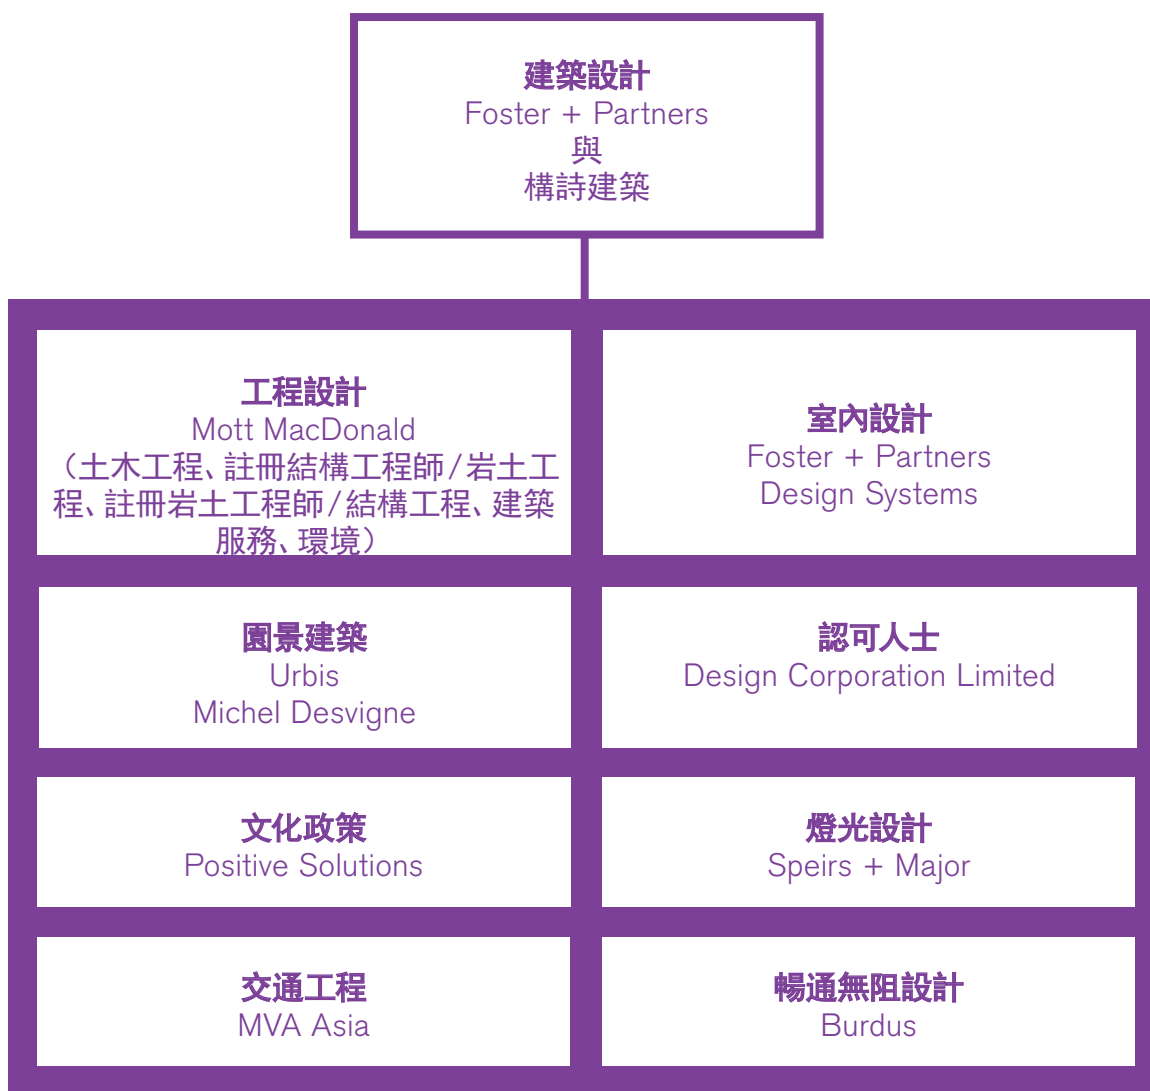 建築設計
Foster + Partners
與
構詩建築
工程設計
Mott MacDonald
（土木工程、註冊結構工程師/岩土工
程、註冊岩土工程師/結構工程、建築
服務、環境）
室內設計
Foster + Partners
Design Systems
園景建築
Urbis
Michel Desvigne
認可人士
Design Corporation Limited
文化政策
Positive Solutions
燈光設計
Speirs + Major
交通工程
MVA Asia
暢通無阻設計
Burdus